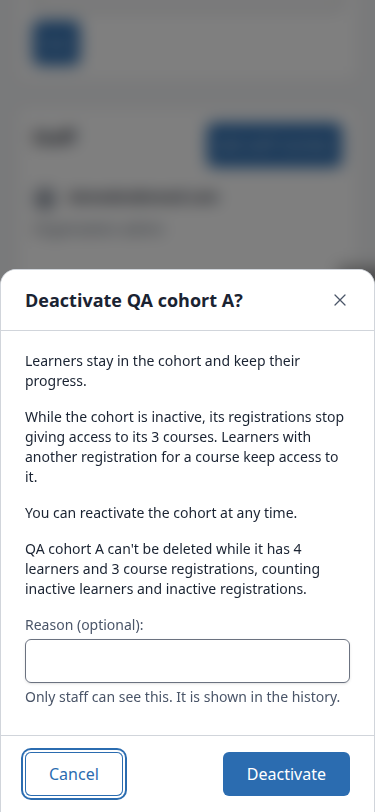 Deactivate QA cohort A?
Learners stay in the cohort and keep their
progress.
While the cohort is inactive, its registrations stop
giving access to its 3 courses. Learners with
another registration for a course keep access to
it.
You can reactivate the cohort at any time.
QA cohort A can't be deleted while it has 4
learners and 3 course registrations, counting
inactive learners and inactive registrations.
Reason (optional):
Only staff can see this. It is shown in the history.
Cancel
Deactivate